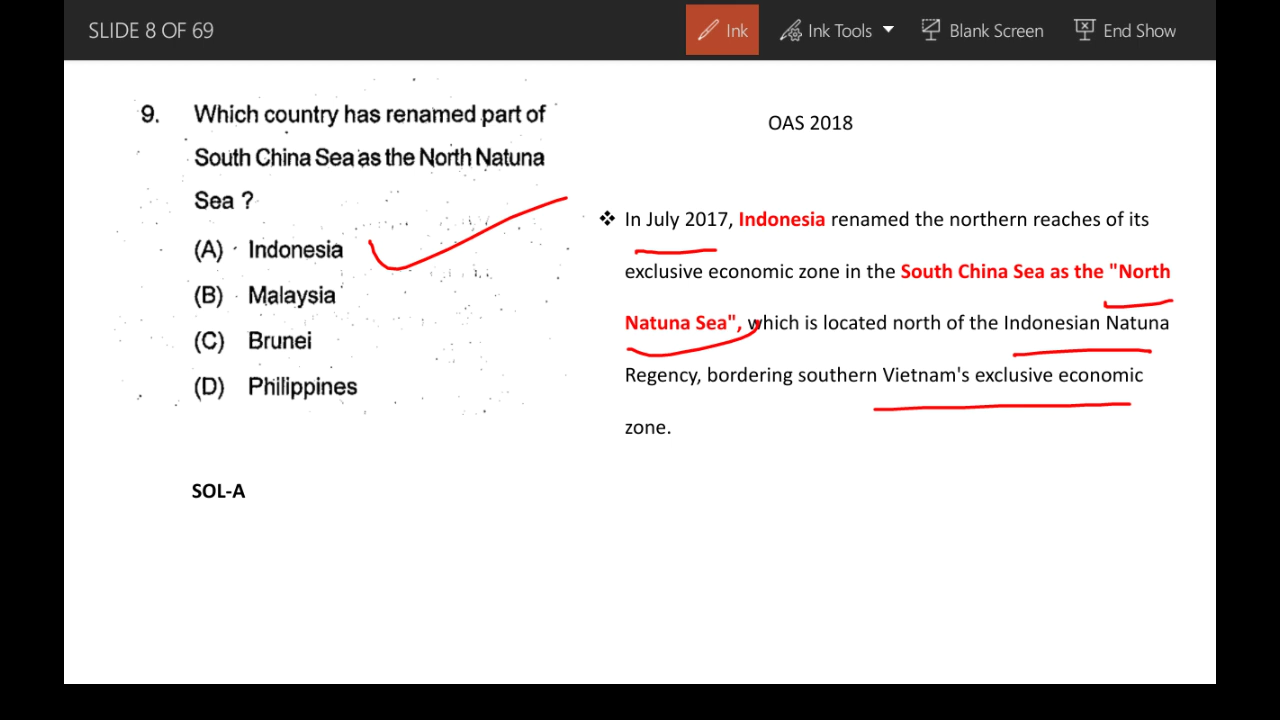 SLIDE 8 OF 69
Ink
Ink Tools
Blank Screen
End Show
9. Which country has renamed part of
South China Sea as the North Natuna
Sea ?
(A) Indonesia
(B) Malaysia
(C) Brunei
(D) Philippines
SOL-A
OAS 2018
❖ In July 2017, Indonesia renamed the northern reaches of its
exclusive economic zone in the South China Sea as the "North
Natuna Sea", which is located north of the Indonesian Natuna
Regency, bordering southern Vietnam's exclusive economic
zone.